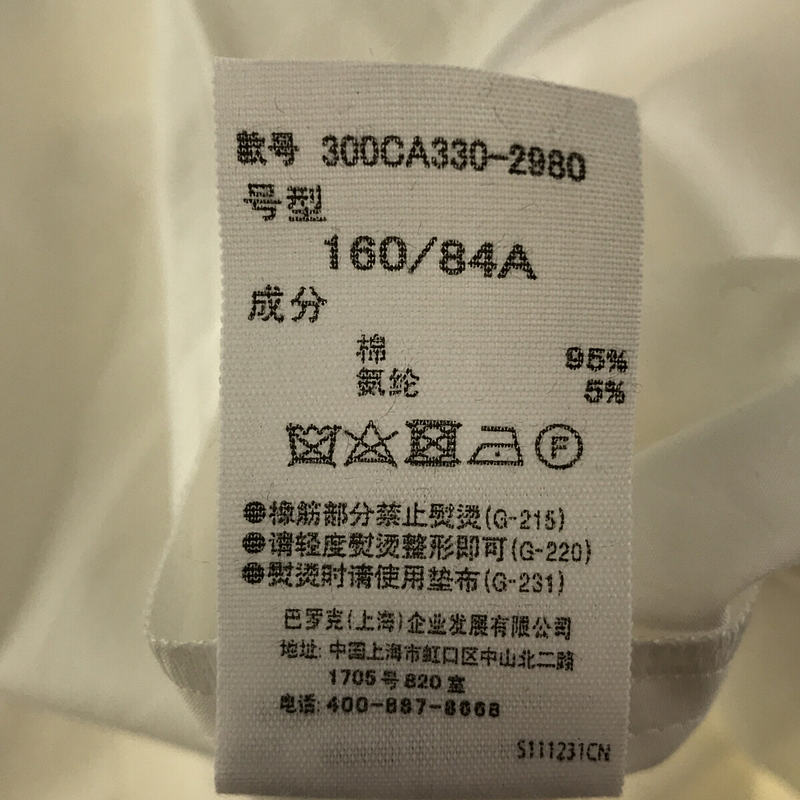 款号 300CA330-2980
号型
160/84A
成分
棉 95%
氨纶 5%
F
●橡筋部分禁止熨烫(G-215)
●请轻度熨烫整形即可(G-220)
●熨烫时请使用垫布(G-231)
巴罗克(上海)企业发展有限公司
地址: 中国上海市虹口区中山北二路
1705号820室
电话: 400-887-8668
S111231CN